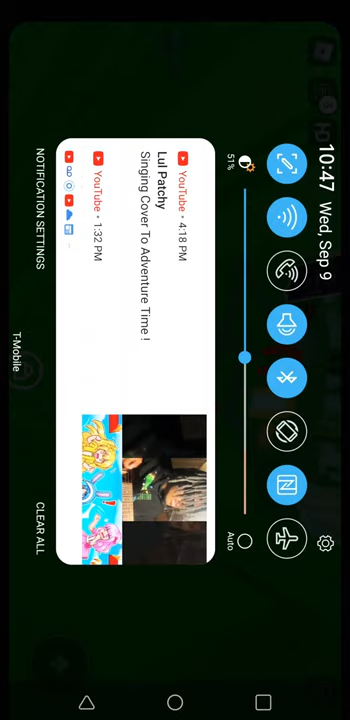 10:47 Wed, Sep 9
51%
Auto
YouTube • 4:18 PM
Lul Patchy
Singing Cover To Adventure Time !
YouTube • 1:32 PM
NOTIFICATION SETTINGS
CLEAR ALL
T-Mobile